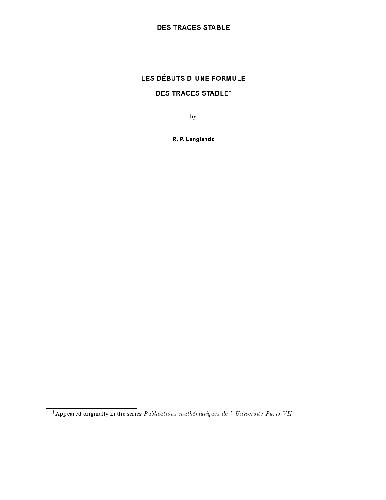 DES TRACES STABLE
LES DÉBUTS D'UNE FORMULE
DES TRACES STABLE*
by
R. P. Langlands
¹Appeared originally in the series Publications mathématiques de l'Université Paris VII